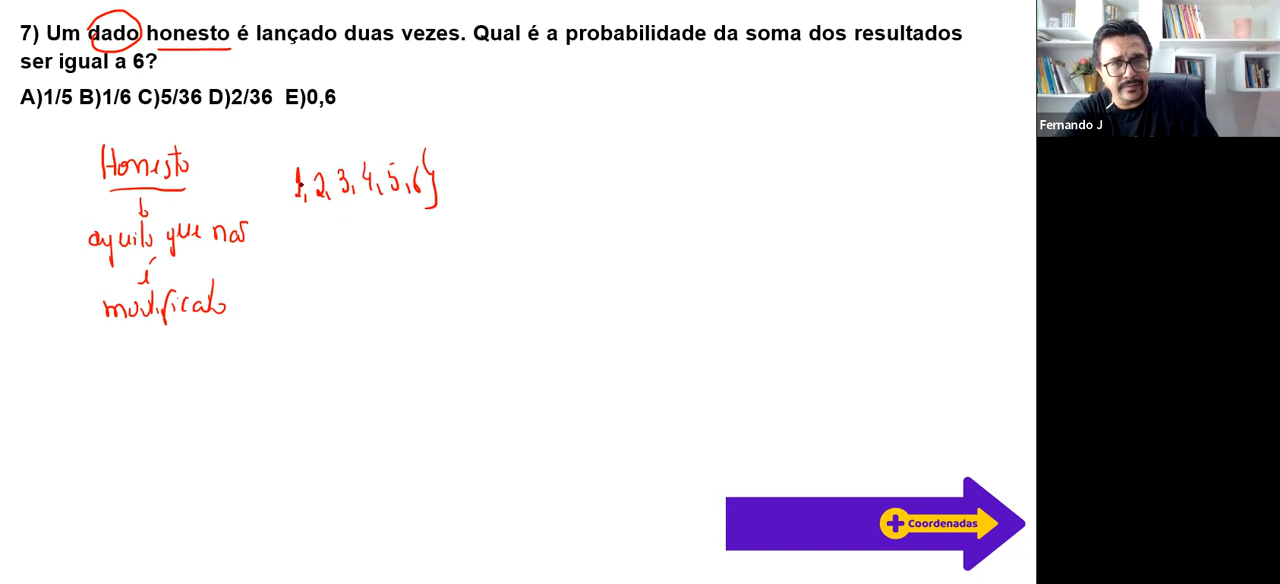 7) Um dado honesto é lançado duas vezes. Qual é a probabilidade da soma dos resultados
ser igual a 6?
A)1/5 B)1/6 C)5/36 D)2/36 E)0,6
Honesto
aquilo que não
é
modificado
1, 2, 3, 4, 5, 6}
Fernando J
+ Coordenadas